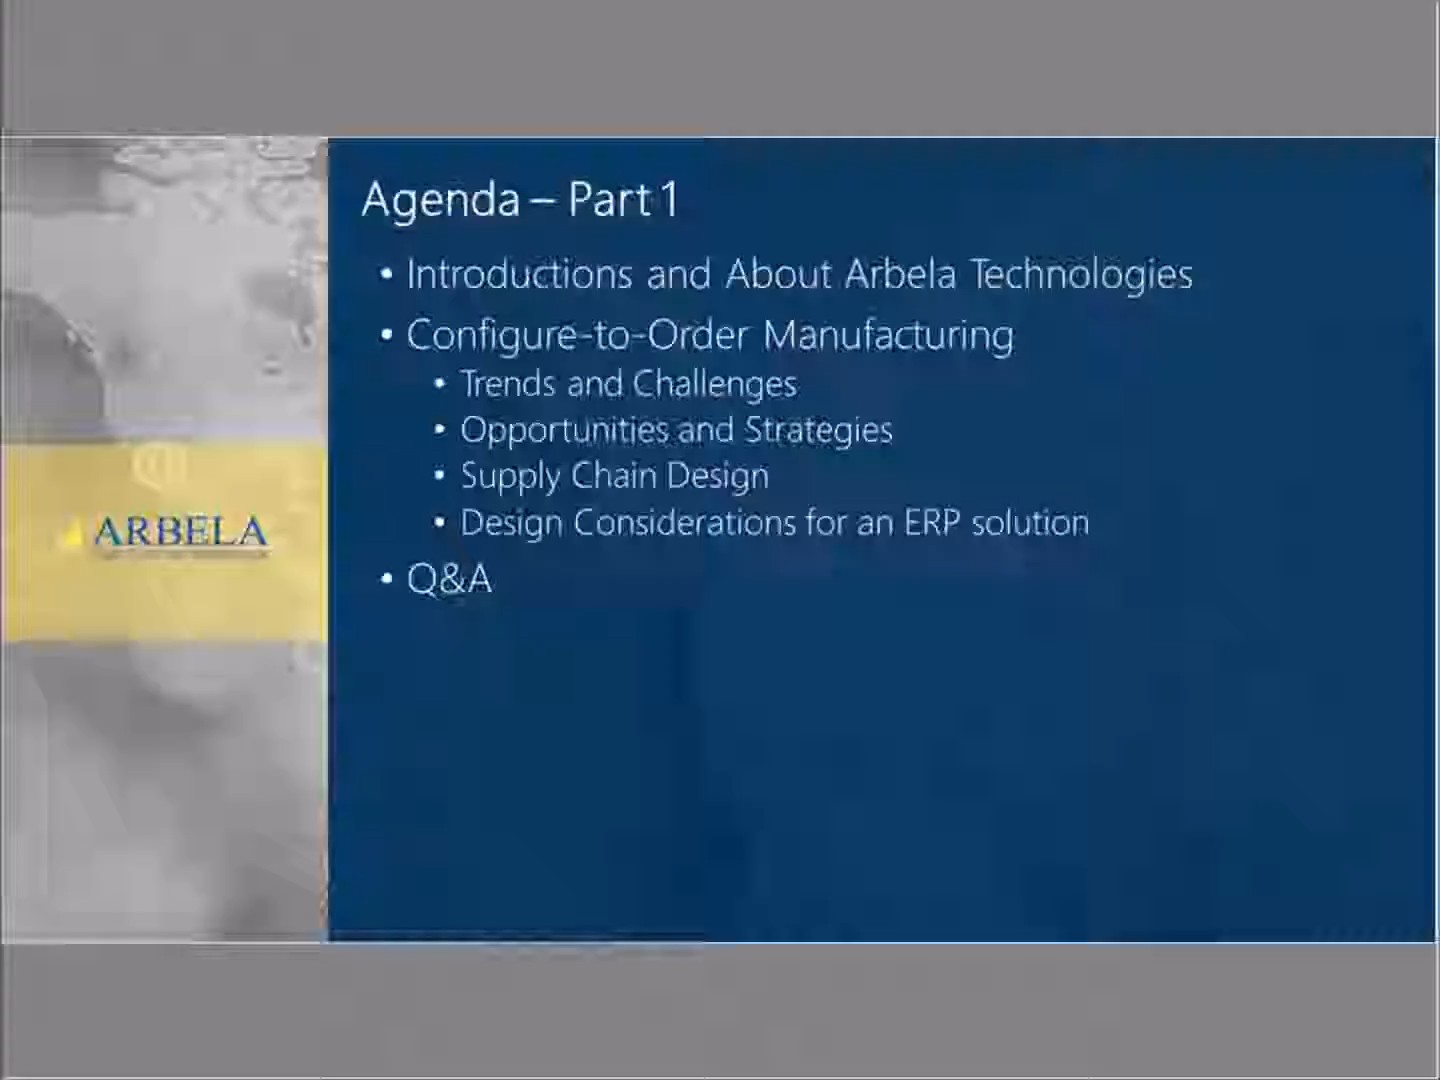 Agenda – Part 1
• Introductions and About Arbela Technologies
• Configure-to-Order Manufacturing
• Trends and Challenges
• Opportunities and Strategies
• Supply Chain Design
• Design Considerations for an ERP solution
• Q&A
ARBELA